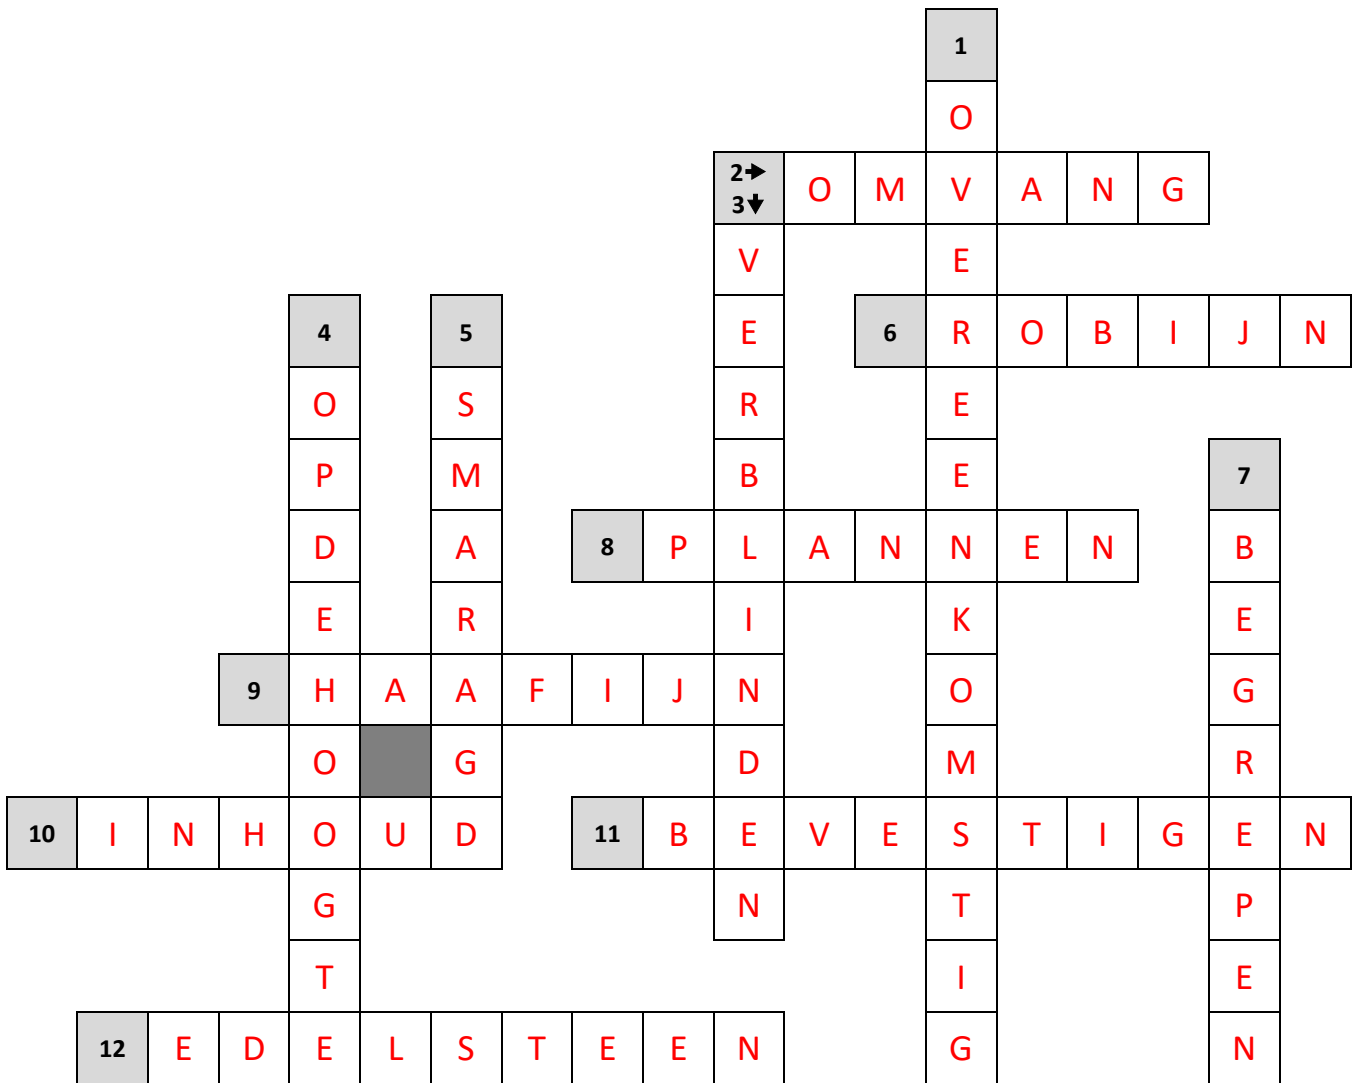 1
O
2➔ O M V A N G
3
V E
4 5 E 6 R O B I J N
O S R E
P M B E 7
D A 8 P L A N N E N B
E R I K E
9 H A A F I J N O G
O G D M R
10 I N H O U D 11 B E V E S T I G E N
G N T P
T I E
12 E D E L S T E E N G N